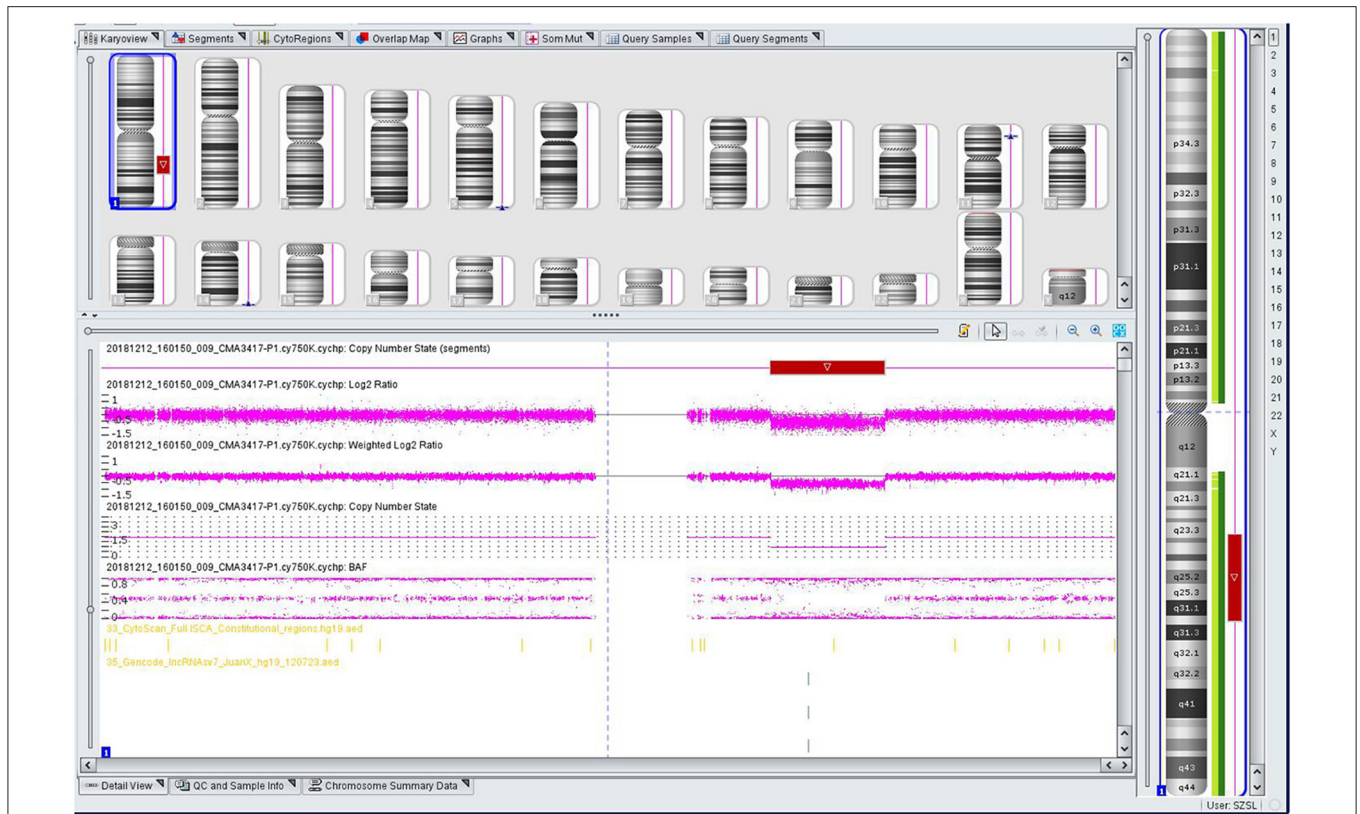 Karyoview Segments CytoRegions Overlap Map Graphs Som Mut Query Samples Query Segments
1
q12
20181212_160150_009_CMA3417-P1.cy750K.cychp: Copy Number State (segments)
20181212_160150_009_CMA3417-P1.cy750K.cychp: Log2 Ratio
1
-0.5
-1.5
20181212_160150_009_CMA3417-P1.cy750K.cychp: Weighted Log2 Ratio
1
-0.5
-1.5
20181212_160150_009_CMA3417-P1.cy750K.cychp: Copy Number State
3
1.5
0
20181212_160150_009_CMA3417-P1.cy750K.cychp: BAF
0.8
0.4
0
33_CytoScan_Full ISCA_Constitutional_regions.hg19.aed
35_Gencode_lncRNAsv7_JuanX_hg19_120723.aed
1
Detail View QC and Sample Info Chromosome Summary Data
p34.3
p32.3
p31.3
p31.1
p21.3
p21.1
p13.3
p13.2
q12
q21.1
q21.3
q23.3
q25.2
q25.3
q31.1
q31.3
q32.1
q32.2
q41
q43
q44
1
1
2
3
4
5
6
7
8
9
10
11
12
13
14
15
16
17
18
19
20
21
22
X
Y
User: SZSL